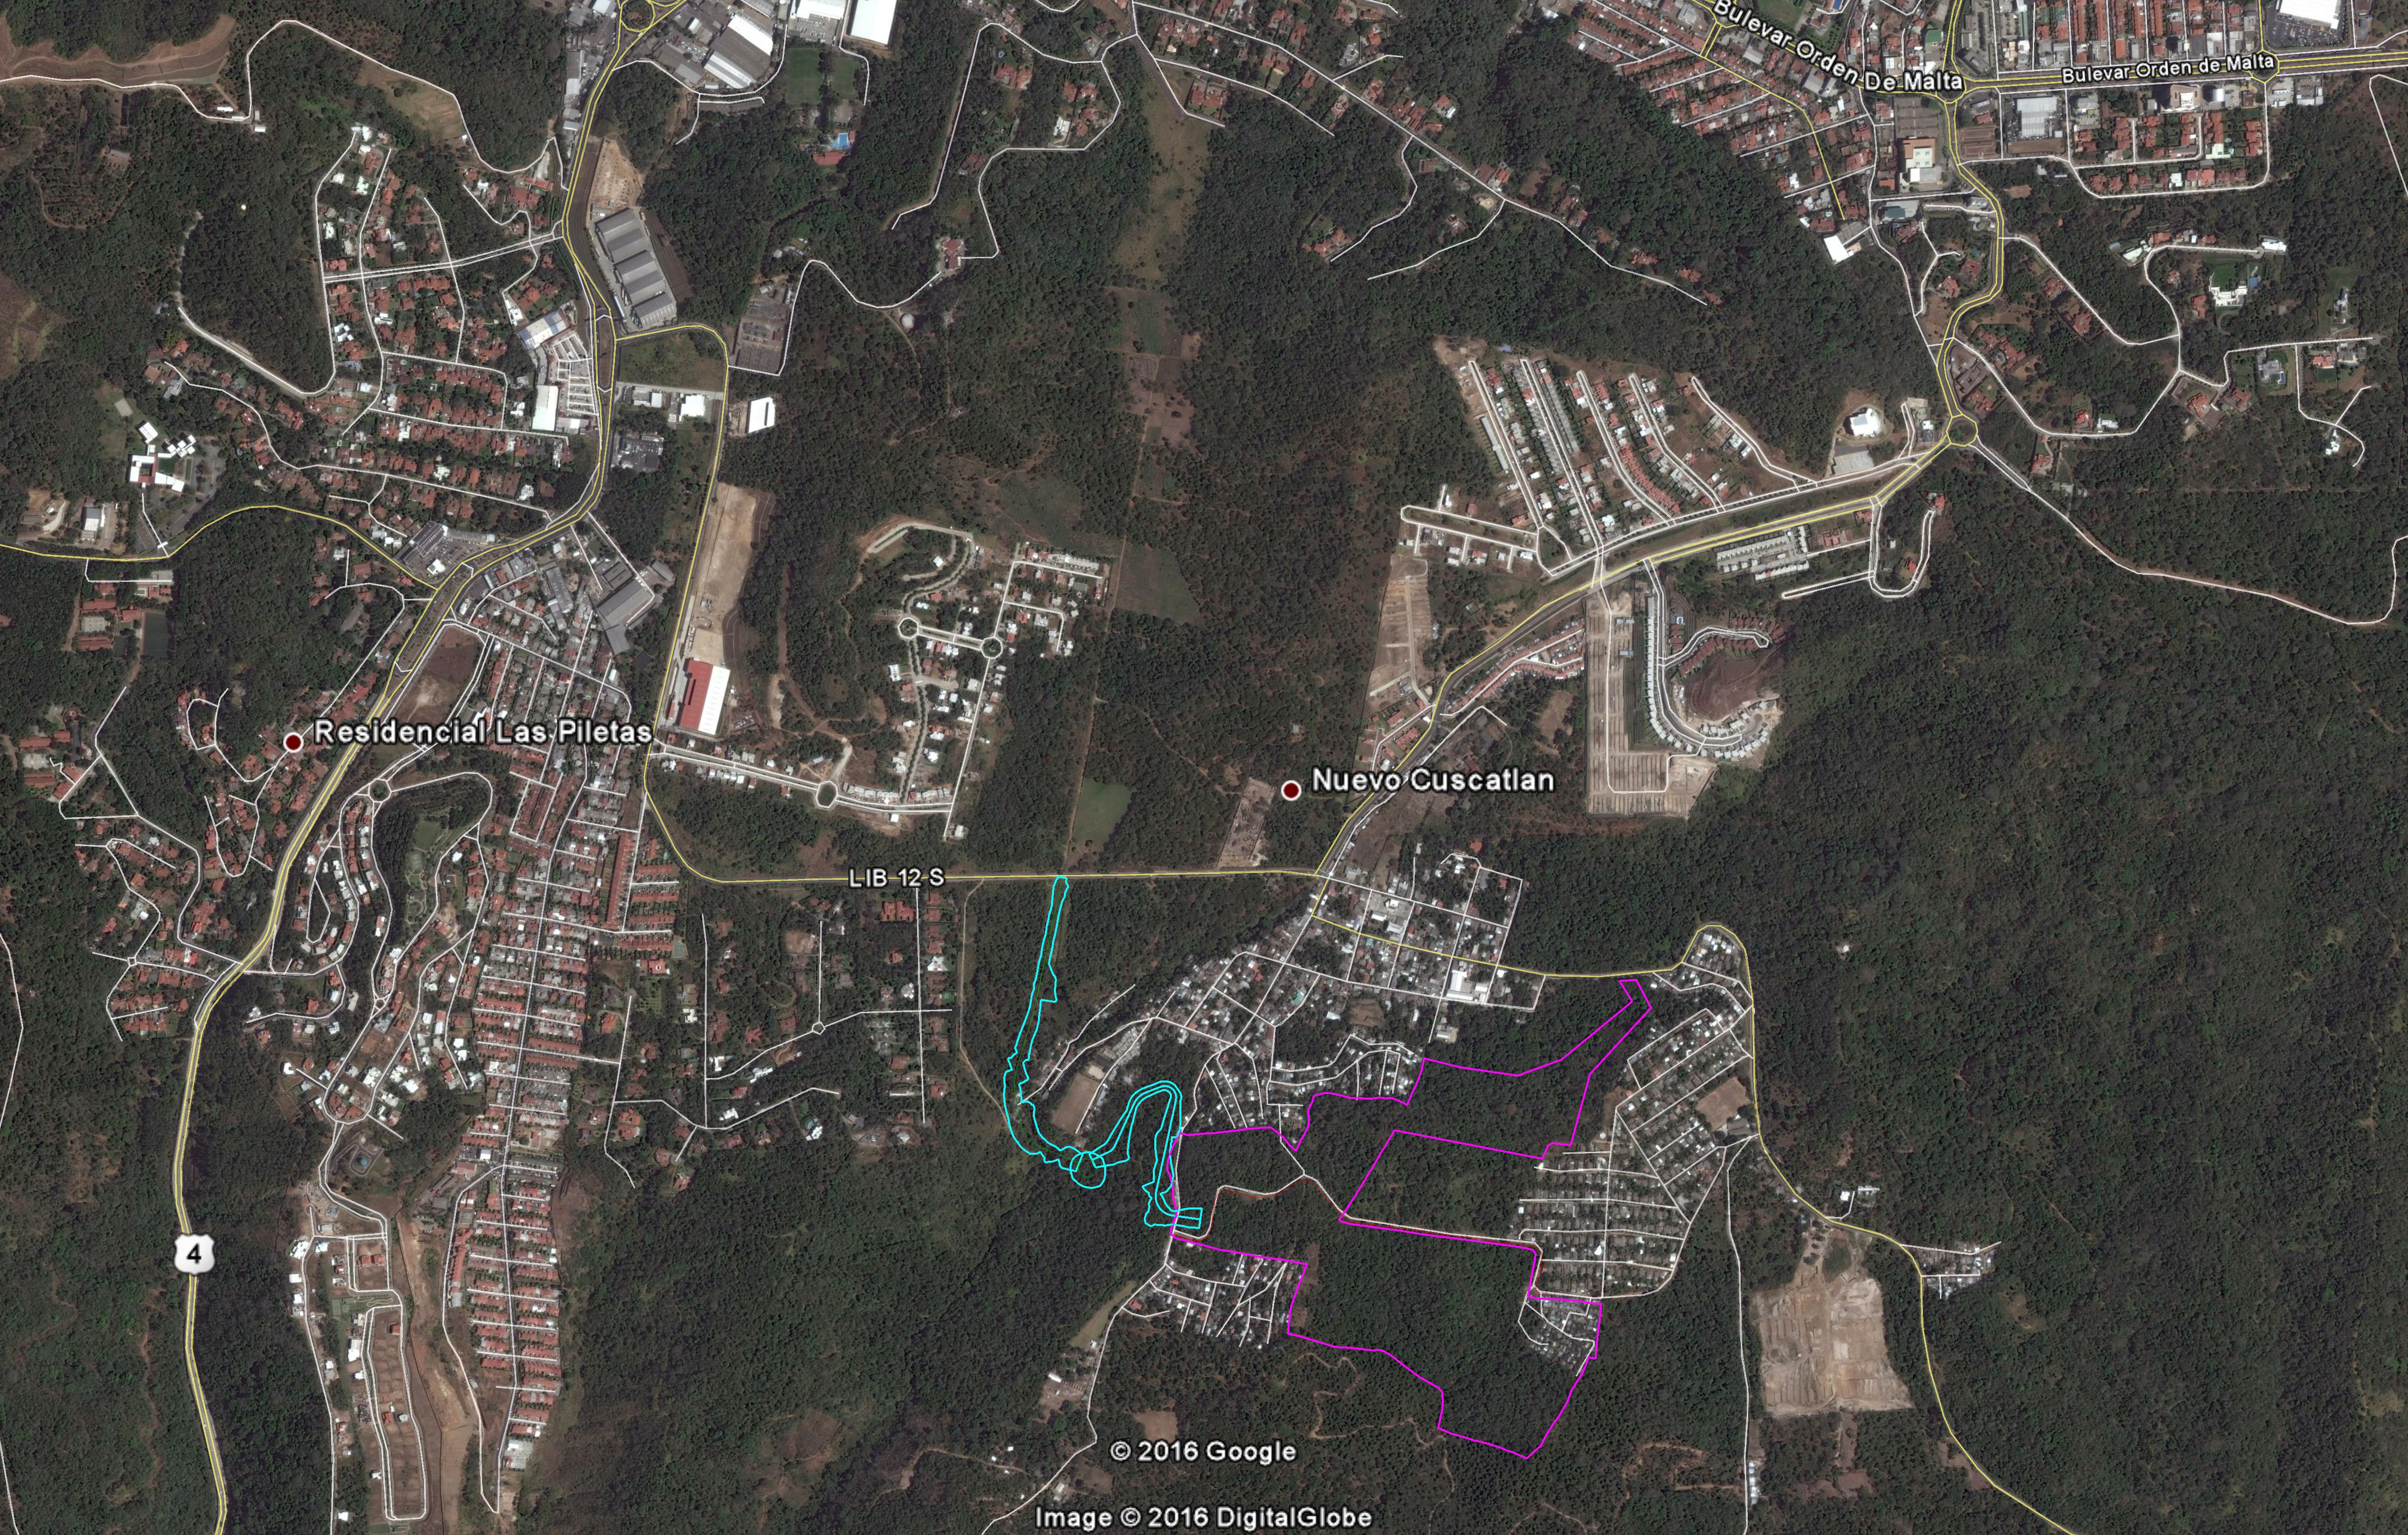 Bulevar Orden De Malta
Bulevar Orden de Malta
Residencial Las Piletas
Nuevo Cuscatlan
LIB 12 S
4
© 2016 Google
Image © 2016 DigitalGlobe